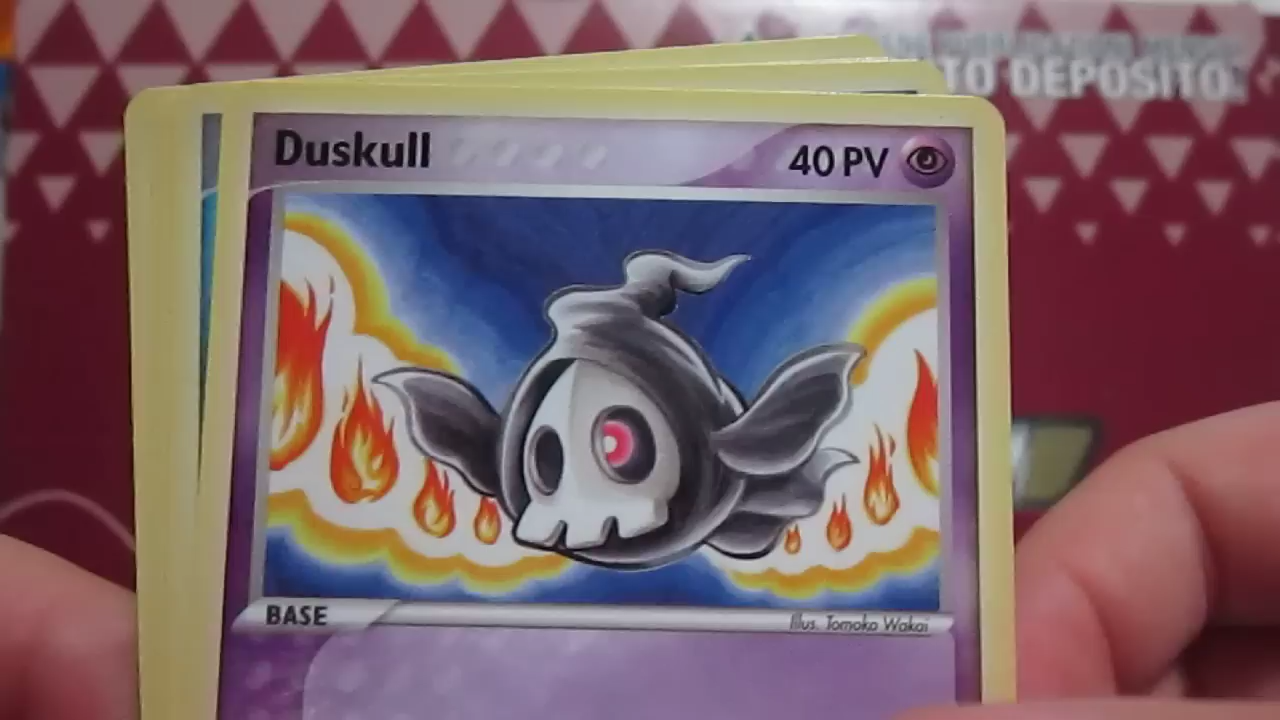 TO DEPOSITO.
Duskull
40 PV
BASE
Illus. Tomoko Wakai